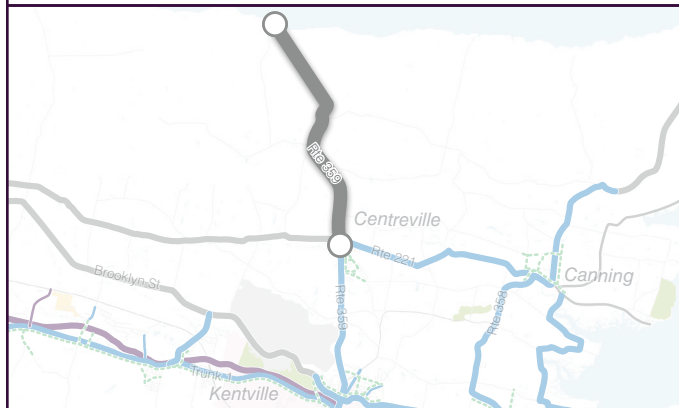 Rte 359
Centreville
Rte 221
Canning
Brooklyn St
Rte 359
Rte 358
Trunk 1
Kentville